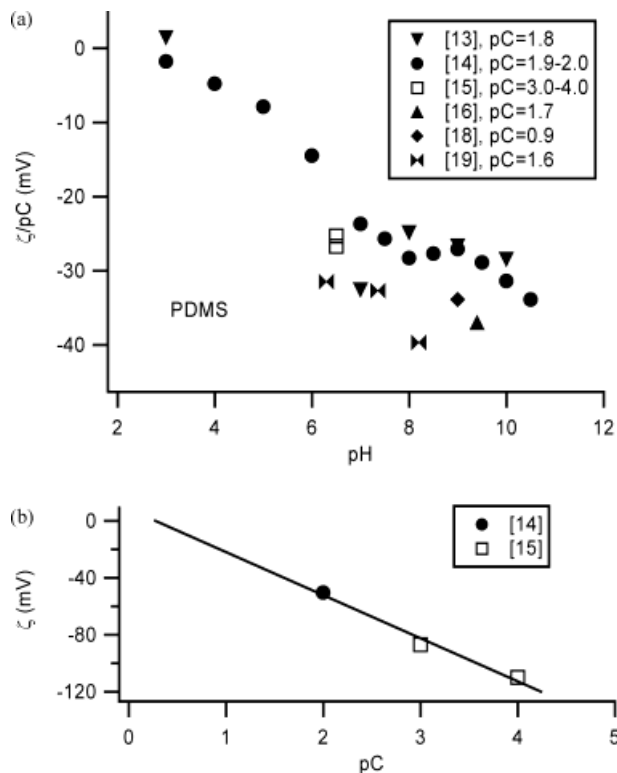 (a)
0
-10
-20
-30
-40
ζ/pC (mV)
[13], pC=1.8
[14], pC=1.9-2.0
[15], pC=3.0-4.0
[16], pC=1.7
[18], pC=0.9
[19], pC=1.6
PDMS
2 4 6 8 10 12
pH
(b)
0
-40
-80
-120
ζ (mV)
[14]
[15]
0 1 2 3 4 5
pC